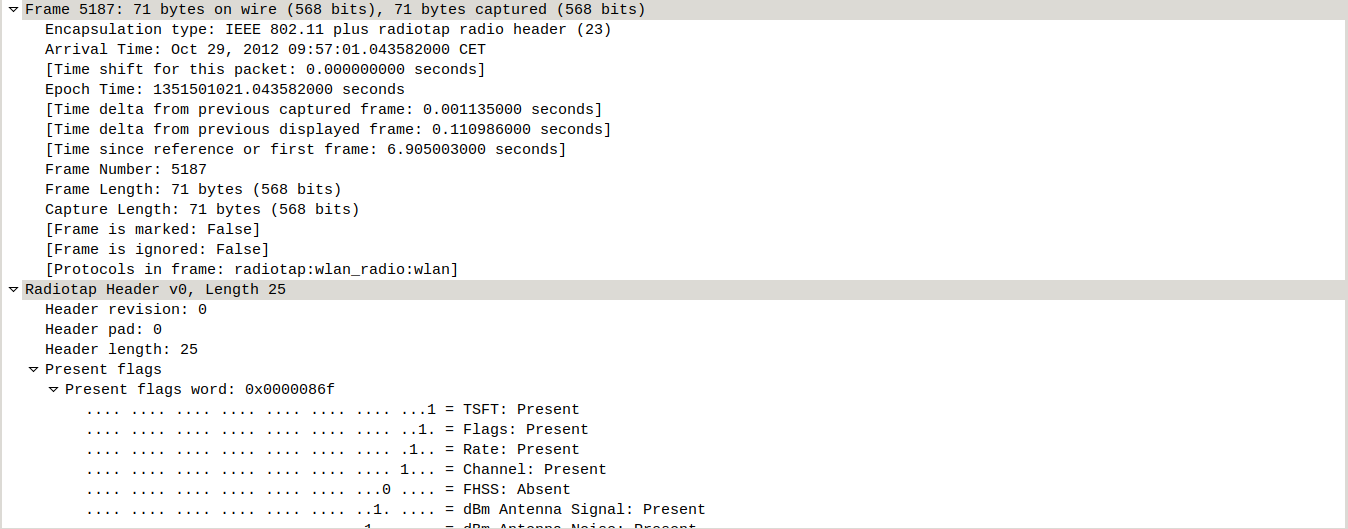 Frame 5187: 71 bytes on wire (568 bits), 71 bytes captured (568 bits)
Encapsulation type: IEEE 802.11 plus radiotap radio header (23)
Arrival Time: Oct 29, 2012 09:57:01.043582000 CET
[Time shift for this packet: 0.000000000 seconds]
Epoch Time: 1351501021.043582000 seconds
[Time delta from previous captured frame: 0.001135000 seconds]
[Time delta from previous displayed frame: 0.110986000 seconds]
[Time since reference or first frame: 6.905003000 seconds]
Frame Number: 5187
Frame Length: 71 bytes (568 bits)
Capture Length: 71 bytes (568 bits)
[Frame is marked: False]
[Frame is ignored: False]
[Protocols in frame: radiotap:wlan_radio:wlan]
Radiotap Header v0, Length 25
Header revision: 0
Header pad: 0
Header length: 25
Present flags
Present flags word: 0x0000086f
.... .... .... .... .... .... .... ...1 = TSFT: Present
.... .... .... .... .... .... .... ..1. = Flags: Present
.... .... .... .... .... .... .... .1.. = Rate: Present
.... .... .... .... .... .... .... 1... = Channel: Present
.... .... .... .... .... .... ...0 .... = FHSS: Absent
.... .... .... .... .... .... ..1. .... = dBm Antenna Signal: Present
.... .... .... .... .... .... .1.. .... = dBm Antenna Noise: Present